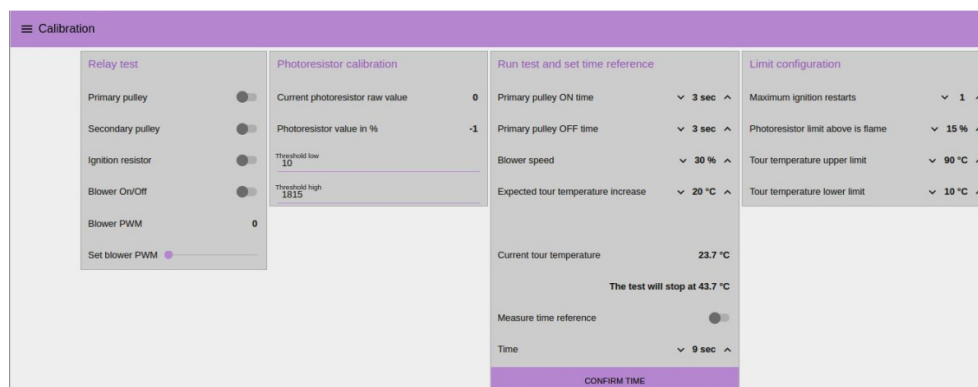 Calibration
Relay test
Primary pulley
Secondary pulley
Ignition resistor
Blower On/Off
Blower PWM 0
Set blower PWM
Photoresistor calibration
Current photoresistor raw value 0
Photoresistor value in % -1
Threshold low
10
Threshold high
1815
Run test and set time reference
Primary pulley ON time 3 sec
Primary pulley OFF time 3 sec
Blower speed 30 %
Expected tour temperature increase 20 °C
Current tour temperature 23.7 °C
The test will stop at 43.7 °C
Measure time reference
Time 9 sec
CONFIRM TIME
Limit configuration
Maximum ignition restarts 1
Photoresistor limit above is flame 15 %
Tour temperature upper limit 90 °C
Tour temperature lower limit 10 °C